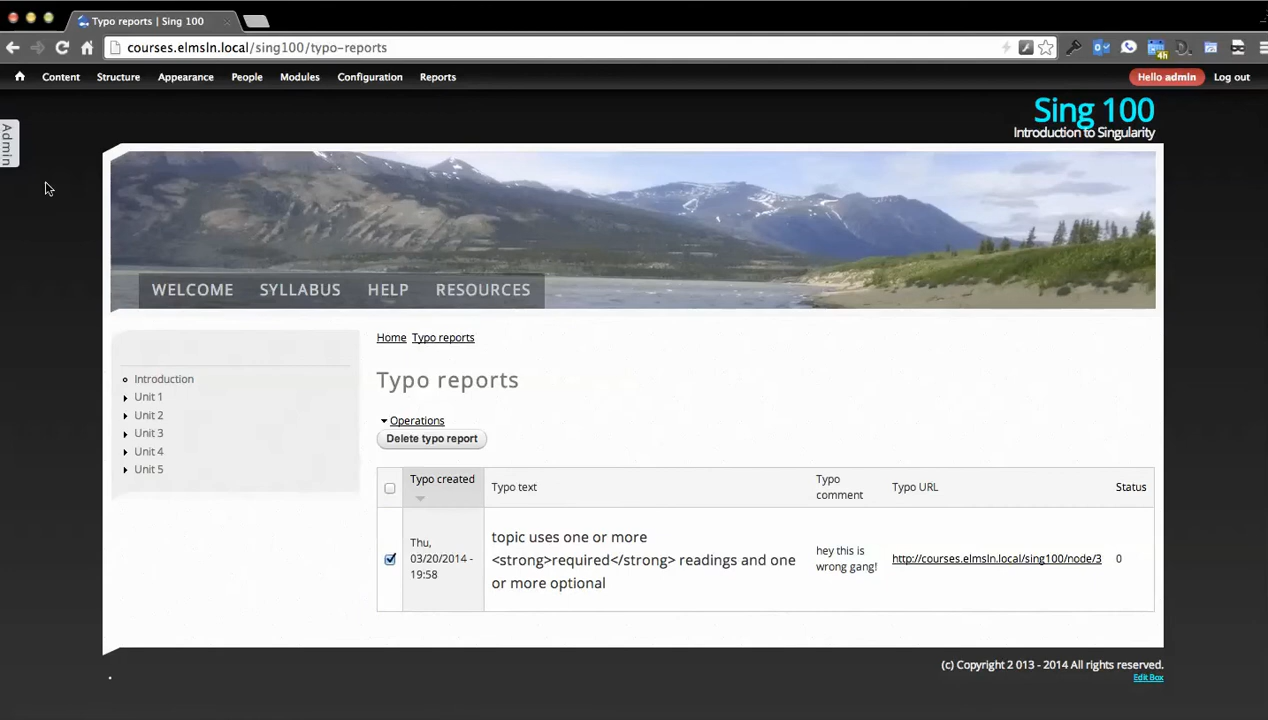 Typo reports | Sing 100
courses.elmsln.local/sing100/typo-reports
4h
Content Structure Appearance People Modules Configuration Reports Hello admin Log out
Sing 100
Introduction to Singularity
Admin
WELCOME SYLLABUS HELP RESOURCES
Home Typo reports
Introduction
Unit 1
Unit 2
Unit 3
Unit 4
Unit 5
Typo reports
Operations
Delete typo report
Typo created Typo text Typo comment Typo URL Status
Thu,
03/20/2014 -
19:58
topic uses one or more
<strong>required</strong> readings and one
or more optional
hey this is
wrong gang!
http://courses.elmsln.local/sing100/node/3
0
(c) Copyright 2 013 - 2014 All rights reserved.
Edit Box